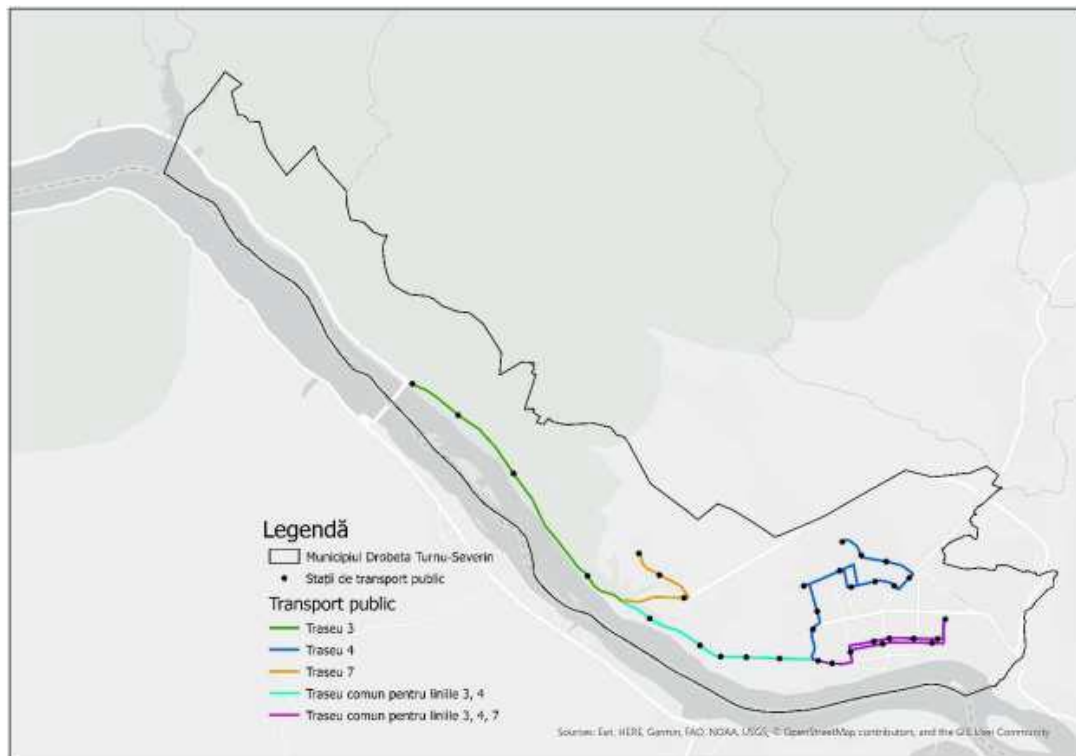 Legendă
Municipiul Drobeta Turnu-Severin
Stații de transport public
Transport public
Traseu 3
Traseu 4
Traseu 7
Traseu comun pentru liniile 3, 4
Traseu comun pentru liniile 3, 4, 7
Sources: Esri, HERE, Garmin, FAO, NOAA, USGS, © OpenStreetMap contributors, and the GIS User Community